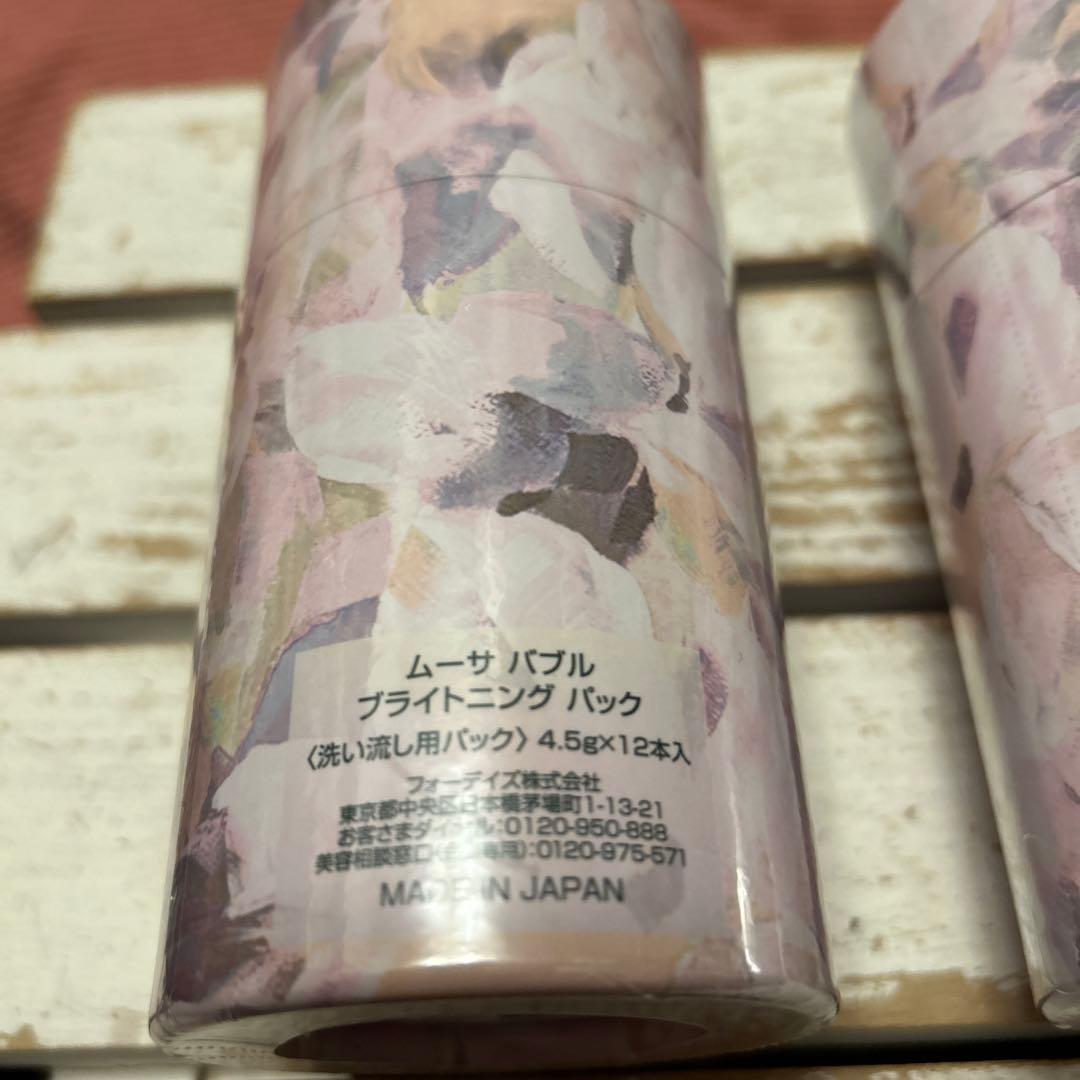 ムーサ バブル
ブライトニング パック
〈洗い流し用パック〉 4.5g×12本入
フォーデイズ株式会社
東京都中央区日本橋茅場町1-13-21
お客さまダイヤル:0120-950-888
美容相談窓口 専用):0120-975-571
MADE IN JAPAN